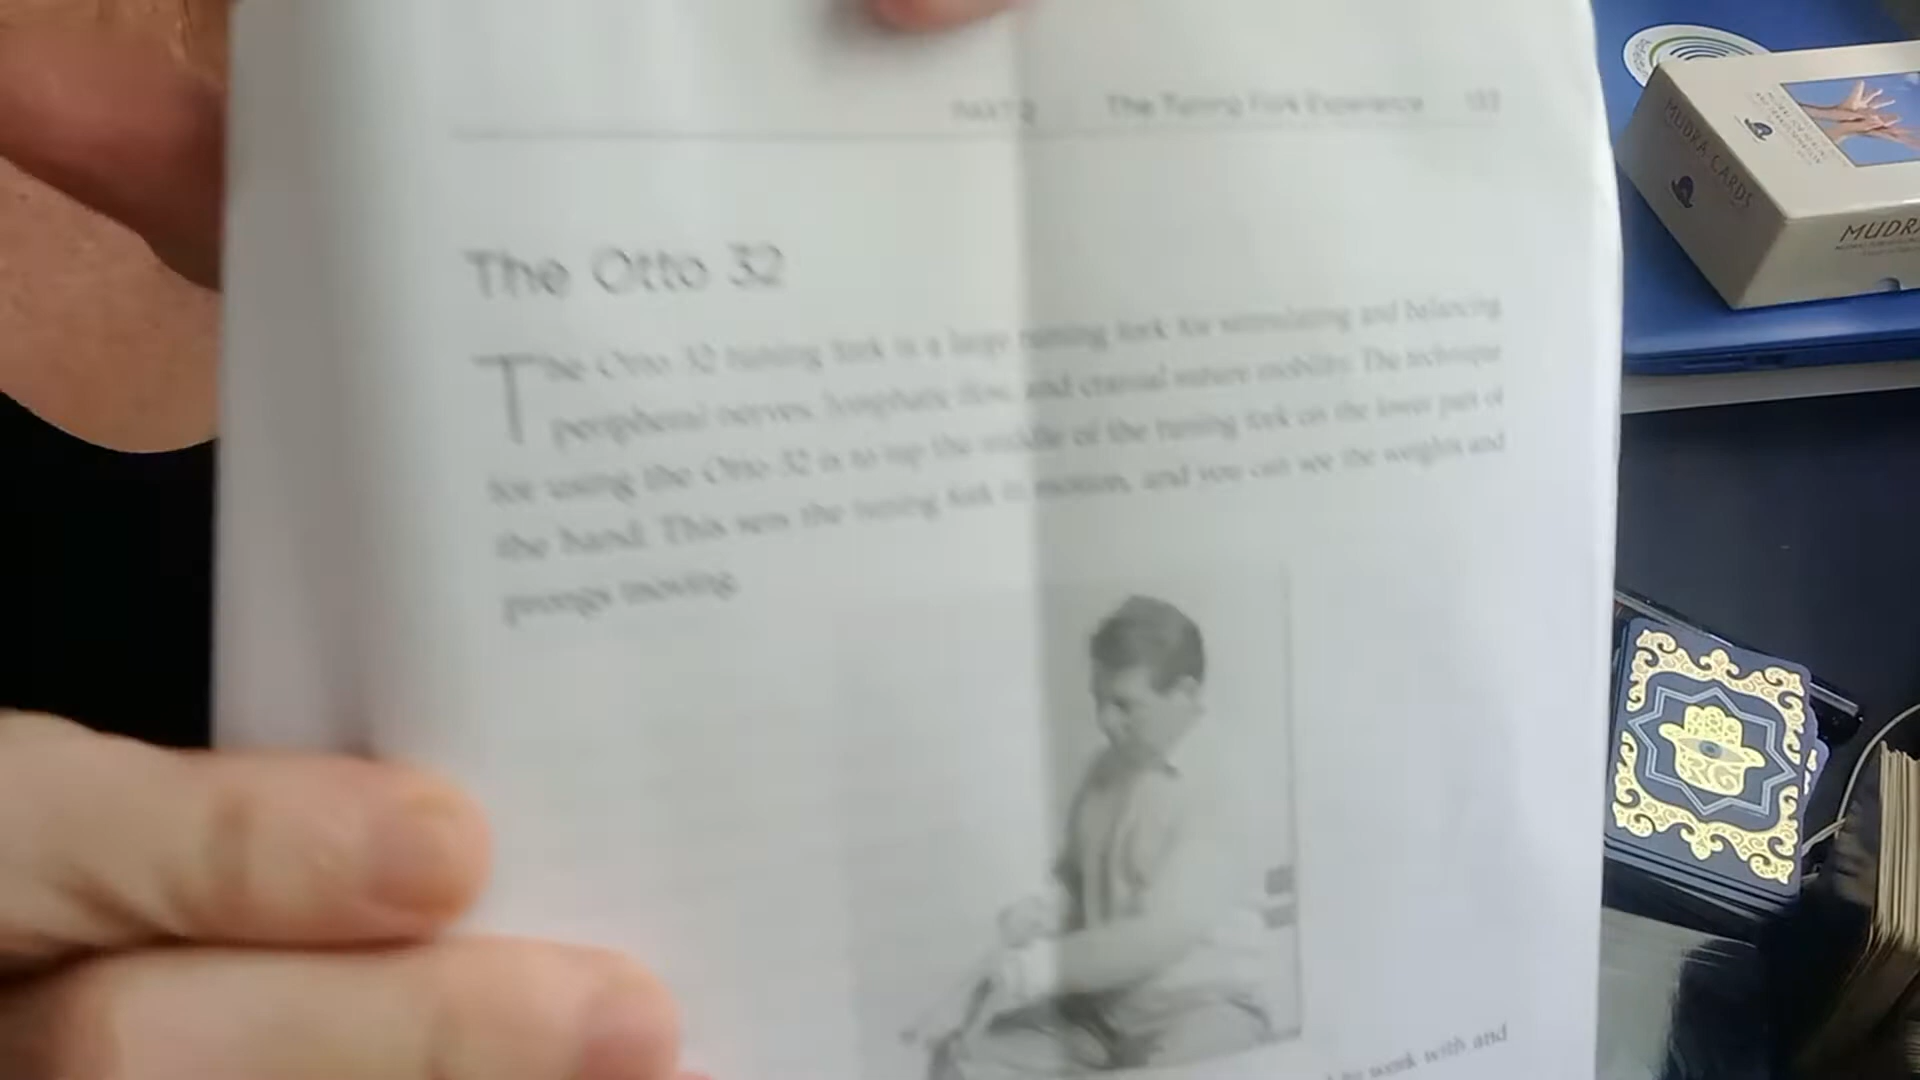 PART 2 The Tuning Fork Experience
The Otto 32
The Otto 32 tuning fork is a large tuning fork for stimulating and balancing
peripheral nerves, lymphatic flow, and cranial suture mobility. The technique
for using the Otto 32 is to tap the middle of the tuning fork on the lower part of
the hand. This sets the tuning fork in motion, and you can see the weights and
prongs moving.
work with and
MUDRA CARDS
MUDRA